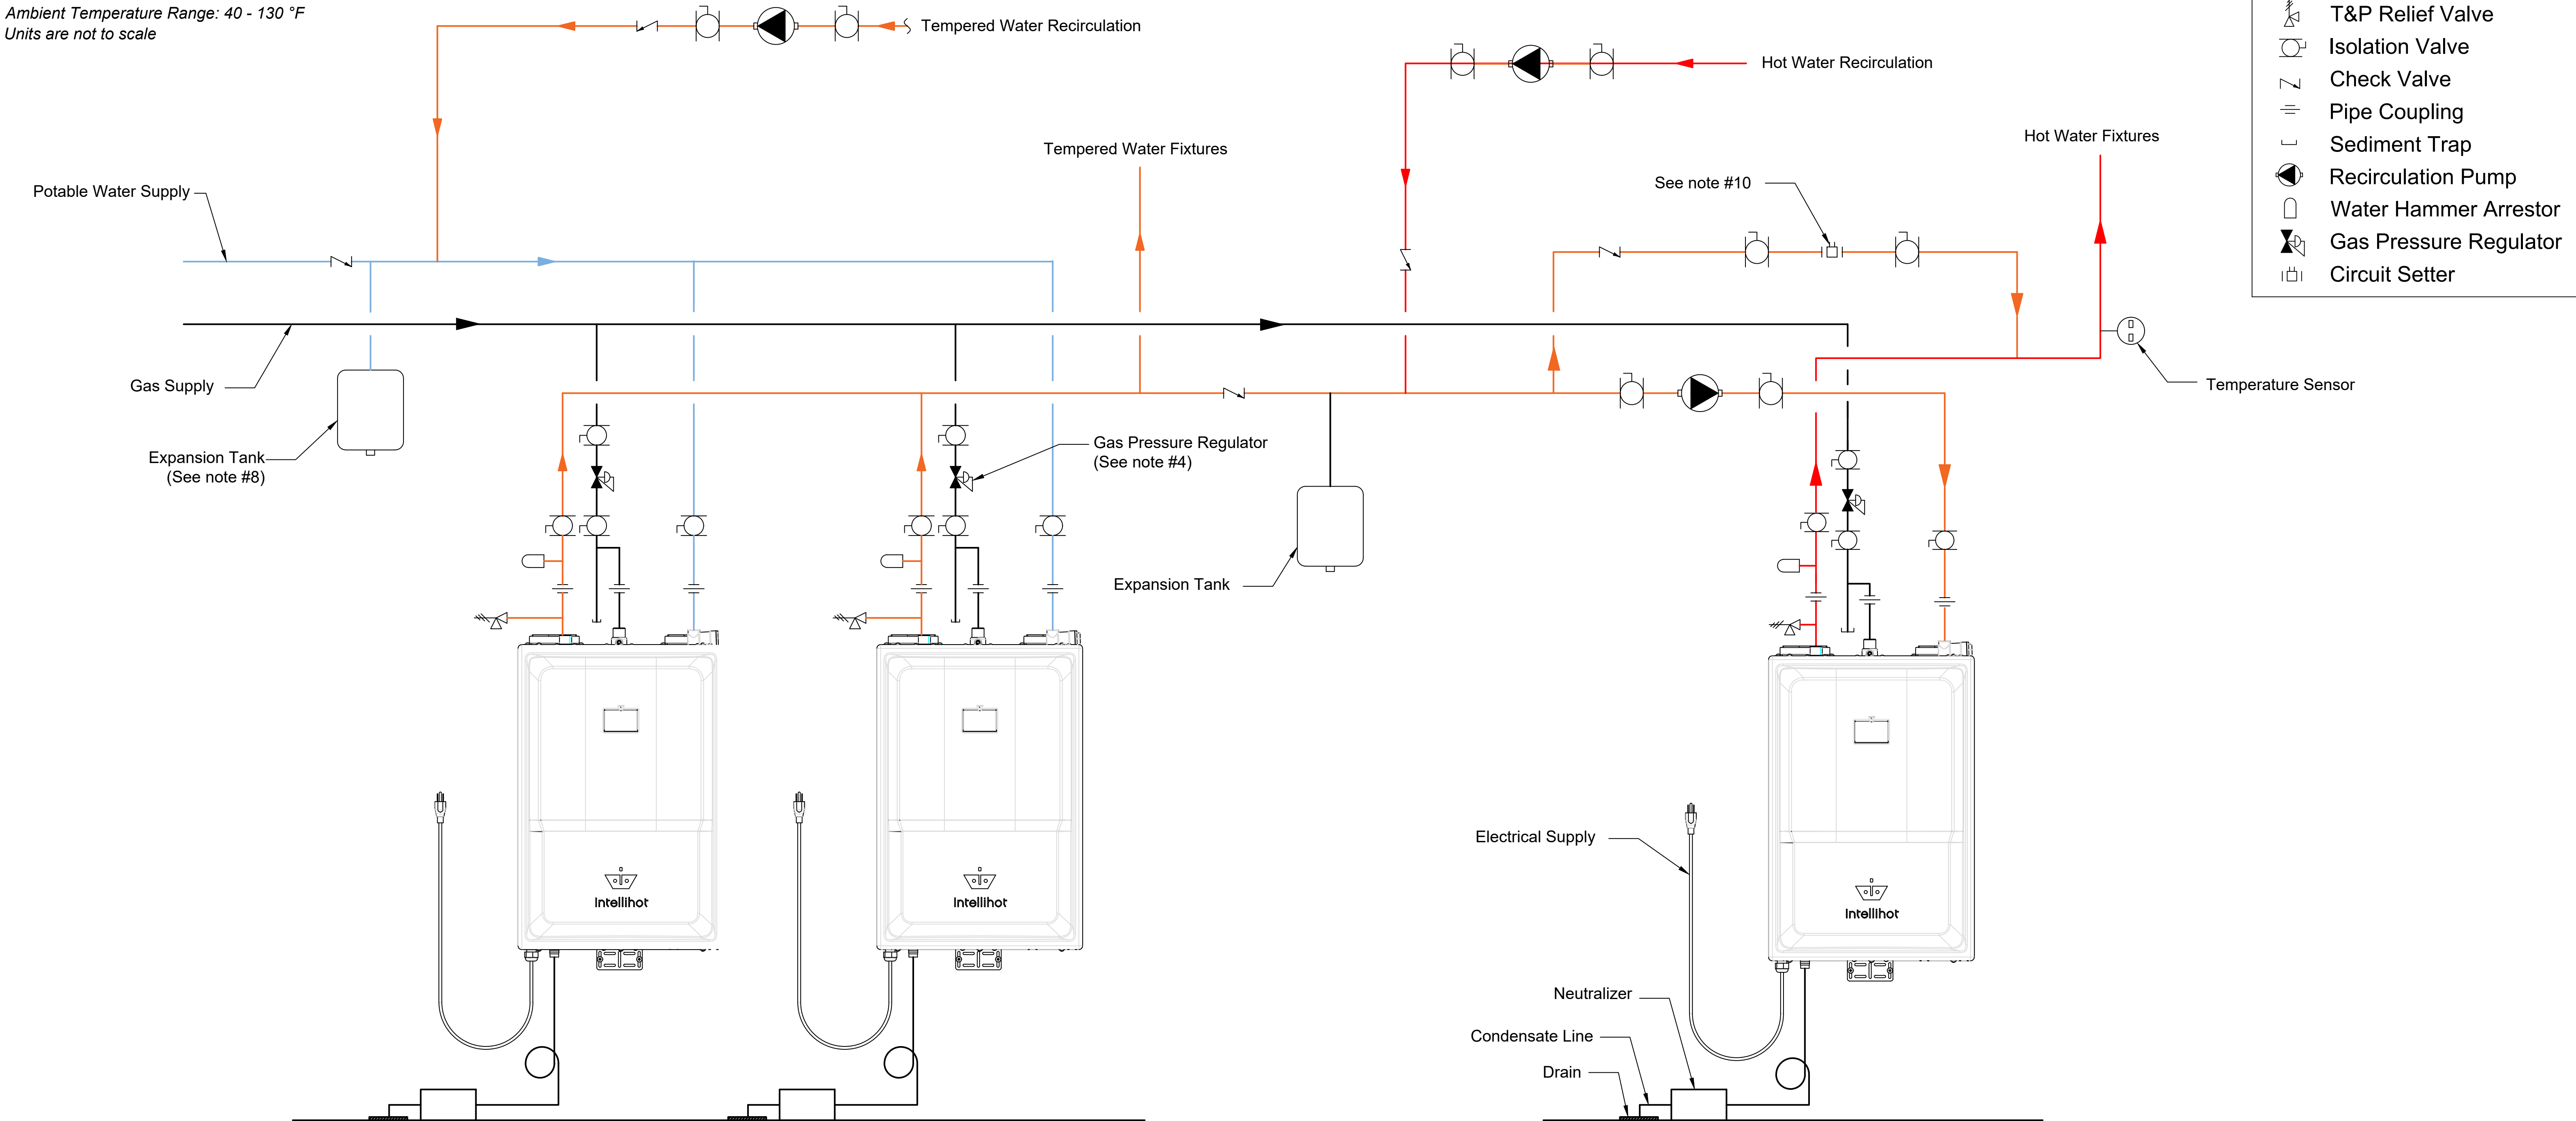 Ambient Temperature Range: 40 - 130 °F
Units are not to scale
Tempered Water Recirculation
Hot Water Recirculation
T&P Relief Valve
Isolation Valve
Check Valve
Pipe Coupling
Sediment Trap
Recirculation Pump
Water Hammer Arrestor
Gas Pressure Regulator
Circuit Setter
Tempered Water Fixtures
Hot Water Fixtures
Potable Water Supply
See note #10
Gas Supply
Temperature Sensor
Expansion Tank
(See note #8)
Gas Pressure Regulator
(See note #4)
Expansion Tank
Electrical Supply
Intellihot
Intellihot
Intellihot
Neutralizer
Condensate Line
Drain